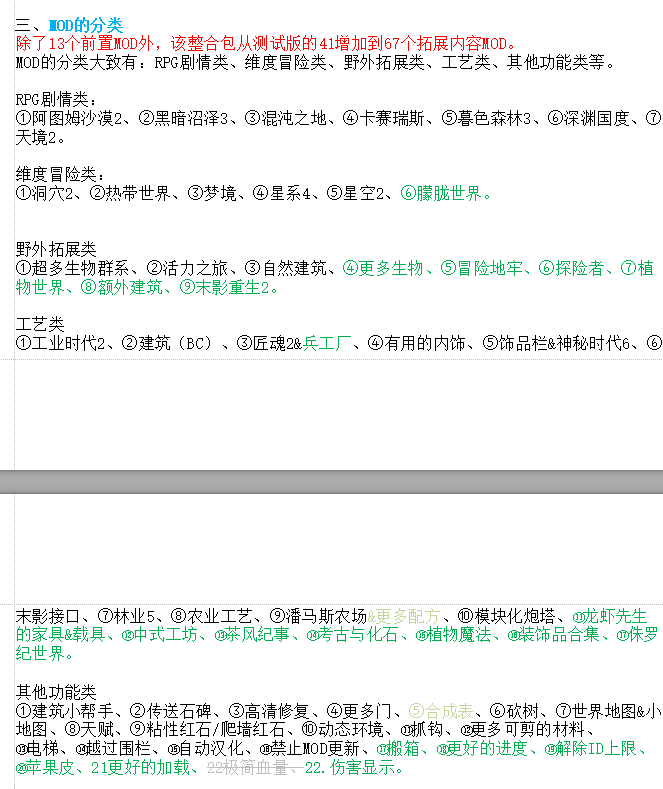 三、MOD的分类
除了13个前置MOD外，该整合包从测试版的41增加到67个拓展内容MOD。
MOD的分类大致有：RPG剧情类、维度冒险类、野外拓展类、工艺类、其他功能类等。
RPG剧情类：
①阿图姆沙漠2、②黑暗沼泽3、③混沌之地、④卡赛瑞斯、⑤暮色森林3、⑥深渊国度、⑦
天境2。
维度冒险类：
①洞穴2、②热带世界、③梦境、④星系4、⑤星空2、⑥朦胧世界。
野外拓展类
①超多生物群系、②活力之旅、③自然建筑、④更多生物、⑤冒险地牢、⑥探险者、⑦植
物世界、⑧额外建筑、⑨末影重生2。
工艺类
①工业时代2、②建筑（BC）、③匠魂2&兵工厂、④有用的内饰、⑤饰品栏&神秘时代6、⑥
末影接口、⑦林业5、⑧农业工艺、⑨潘马斯农场&更多配方、⑩模块化炮塔、⑪龙虾先生
的家具&载具、⑫中式工坊、⑬茶风纪事、⑭考古与化石、⑮植物魔法、⑯装饰品合集、⑰侏罗
纪世界。
其他功能类
①建筑小帮手、②传送石碑、③高清修复、④更多门、⑤合成表、⑥砍树、⑦世界地图&小
地图、⑧天赋、⑨粘性红石/爬墙红石、⑩动态环境、⑪抓钩、⑫更多可剪的材料、
⑬电梯、⑭越过围栏、⑮自动汉化、⑯禁止MOD更新、⑰搬箱、⑱更好的进度、⑲解除ID上限、
⑳苹果皮、21更好的加载、22极简血量、22.伤害显示。